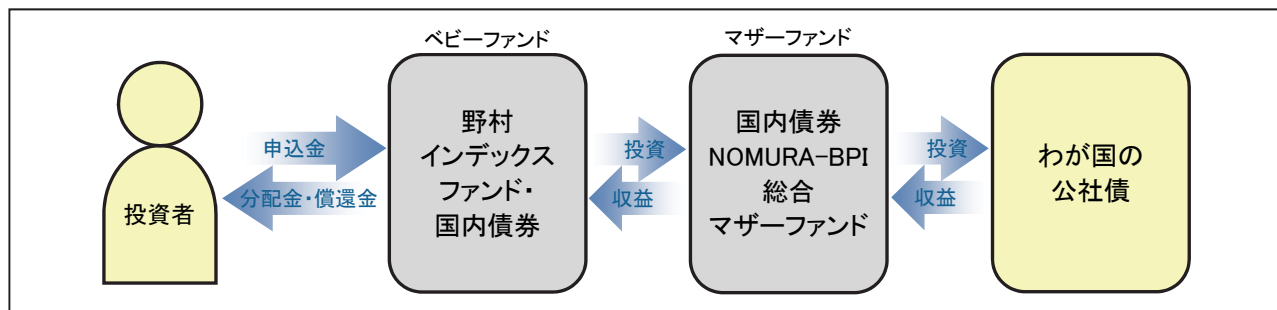 ベビーファンド
マザーファンド
投資者
申込金
分配金・償還金
野村
インデックス
ファンド・
国内債券
投資
収益
国内債券
NOMURA-BPI
総合
マザーファンド
投資
収益
わが国の
公社債